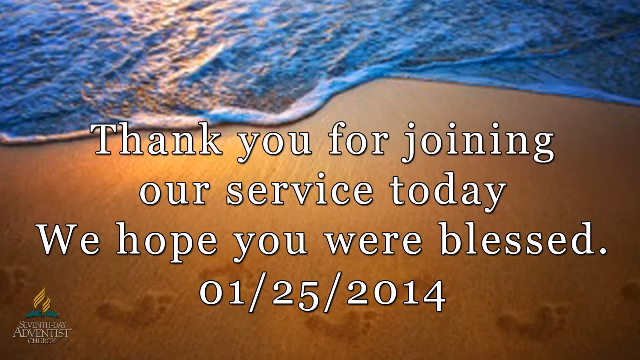 Thank you for joining
our service today
We hope you were blessed.
01/25/2014
SEVENTH-DAY
ADVENTIST
CHURCH